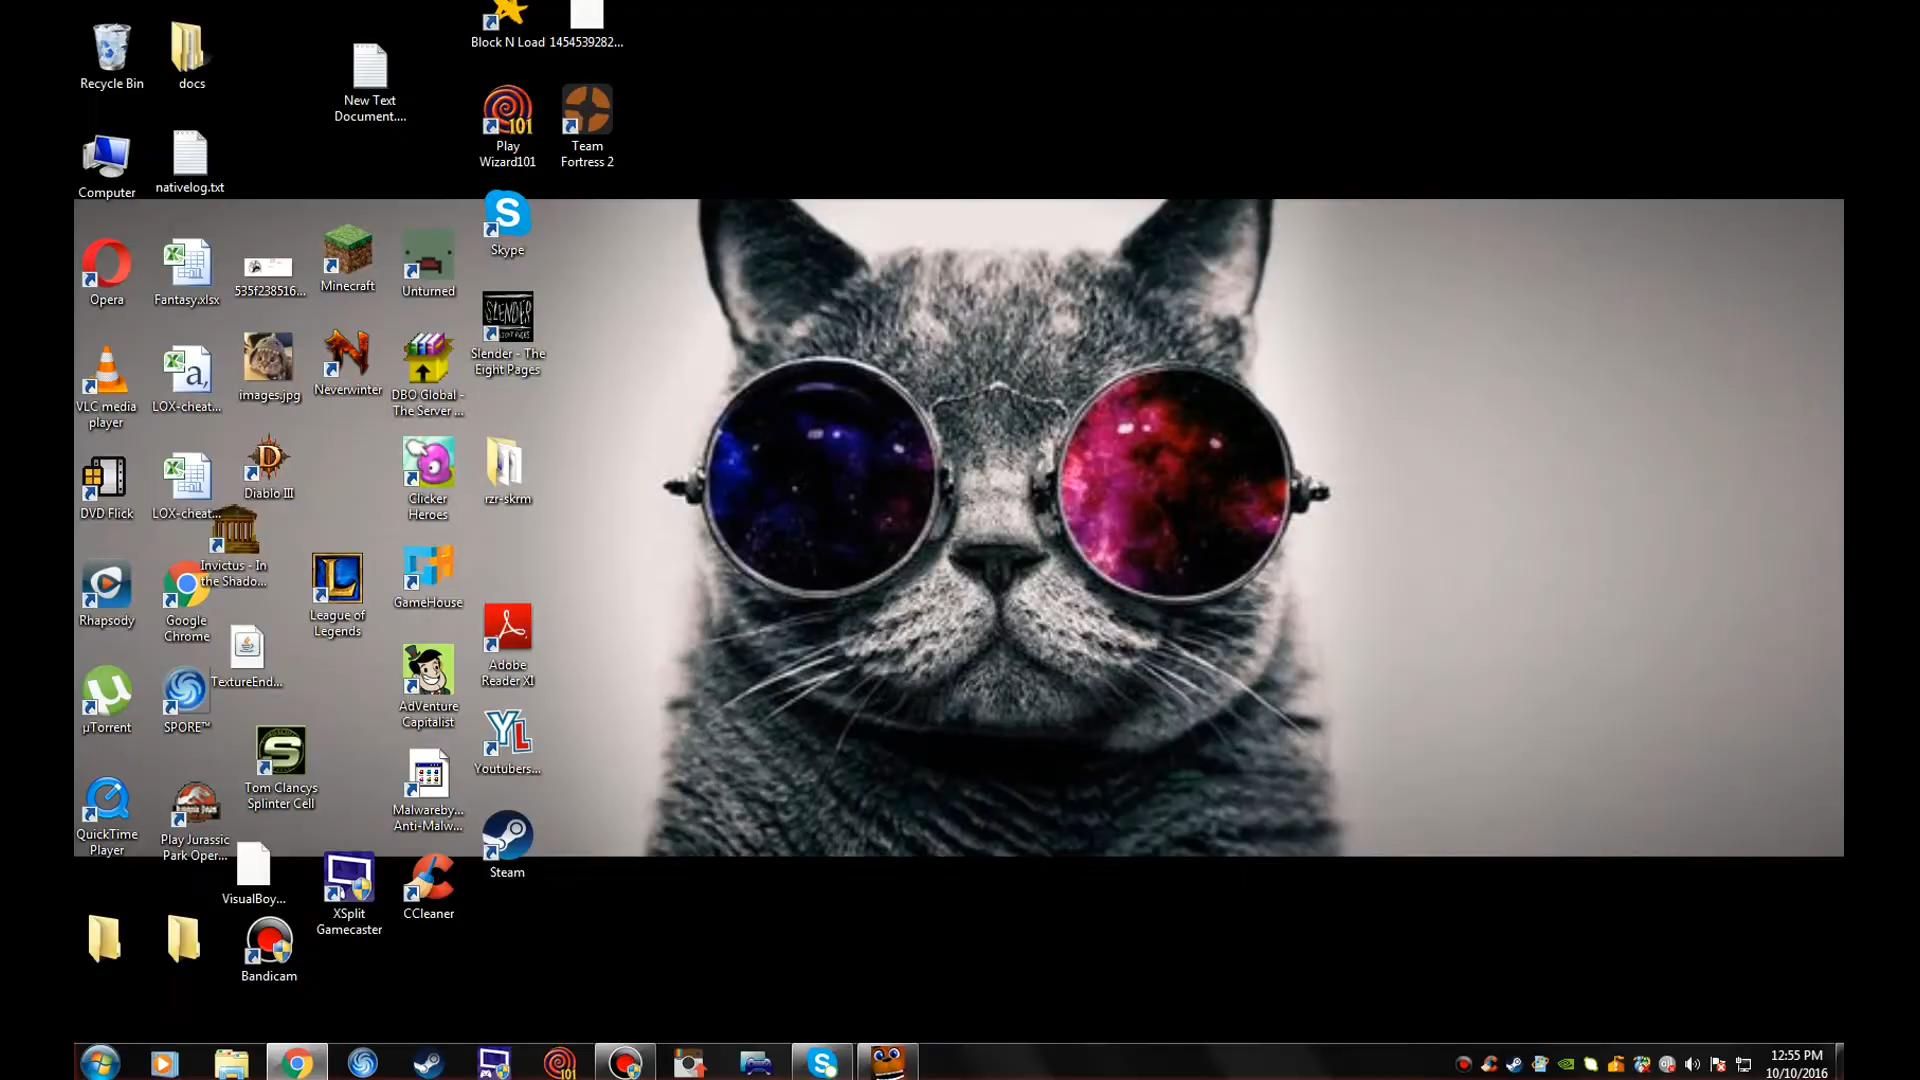 Block N Load
1454539282...
Recycle Bin
docs
New Text
Document....
101
Play
Wizard101
Team
Fortress 2
Computer
nativelog.txt
S
Skype
Opera
Fantasy.xlsx
535f238516...
Minecraft
Unturned
SLENDER
Slender - The
Eight Pages
VLC media
player
a,
LOX-cheat...
images.jpg
Neverwinter
DBO Global -
The Server ...
DVD Flick
LOX-cheat...
D
Diablo III
Clicker
Heroes
rzr-skrm
Invictus - In
the Shado...
Rhapsody
Google
Chrome
L
League of
Legends
GameHouse
Adobe
Reader XI
TextureEnd...
µTorrent
SPORE™
AdVenture
Capitalist
YL
Youtubers...
S
Tom Clancys
Splinter Cell
Malwareby...
Anti-Malw...
QuickTime
Player
Play Jurassic
Park Oper...
Steam
VisualBoy...
XSplit
Gamecaster
CCleaner
Bandicam
101
S
12:55 PM
10/10/2016